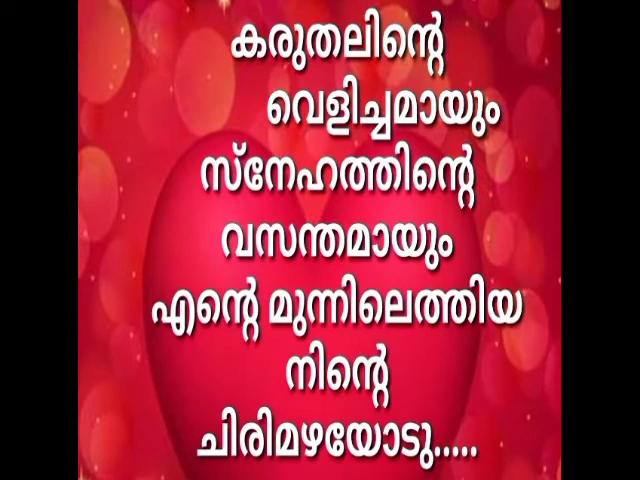 കരുതലിന്റെ
വെളിച്ചമായും
സ്നേഹത്തിന്റെ
വസന്തമായും
എന്റെ മുന്നിലെത്തിയ
നിന്റെ
ചിരിമഴയോടു.....